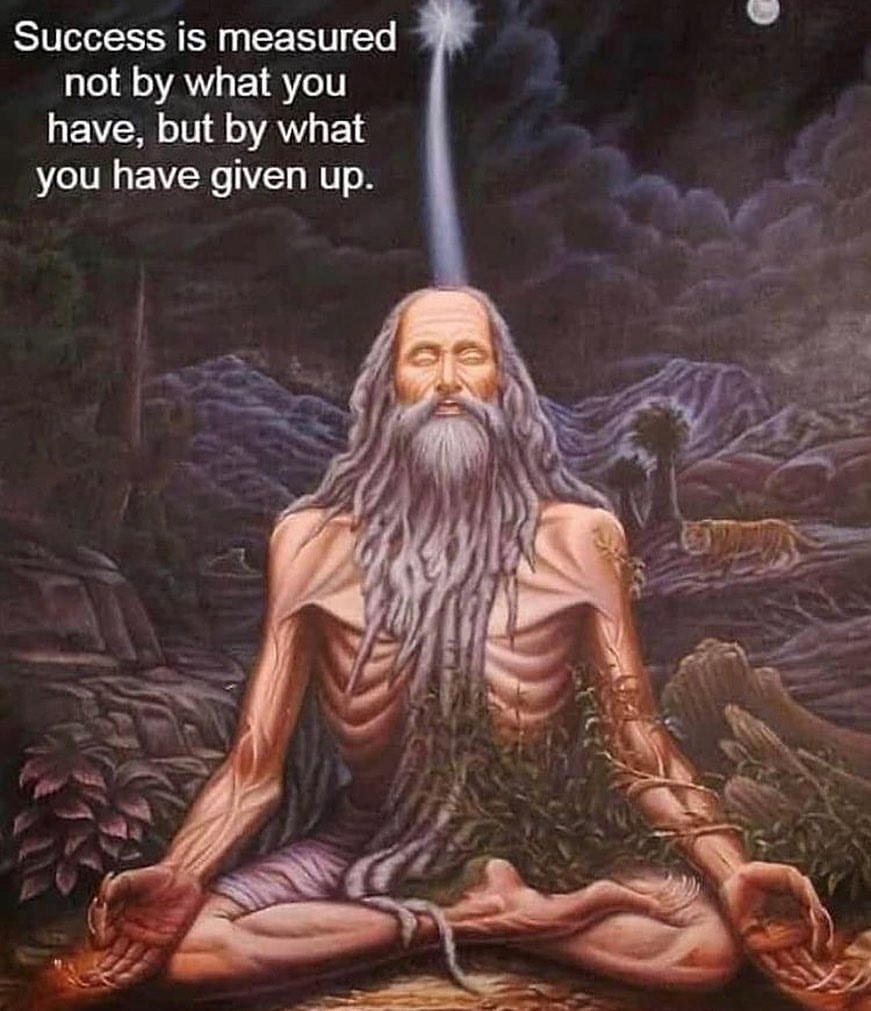 Success is measured
not by what you
have, but by what
you have given up.